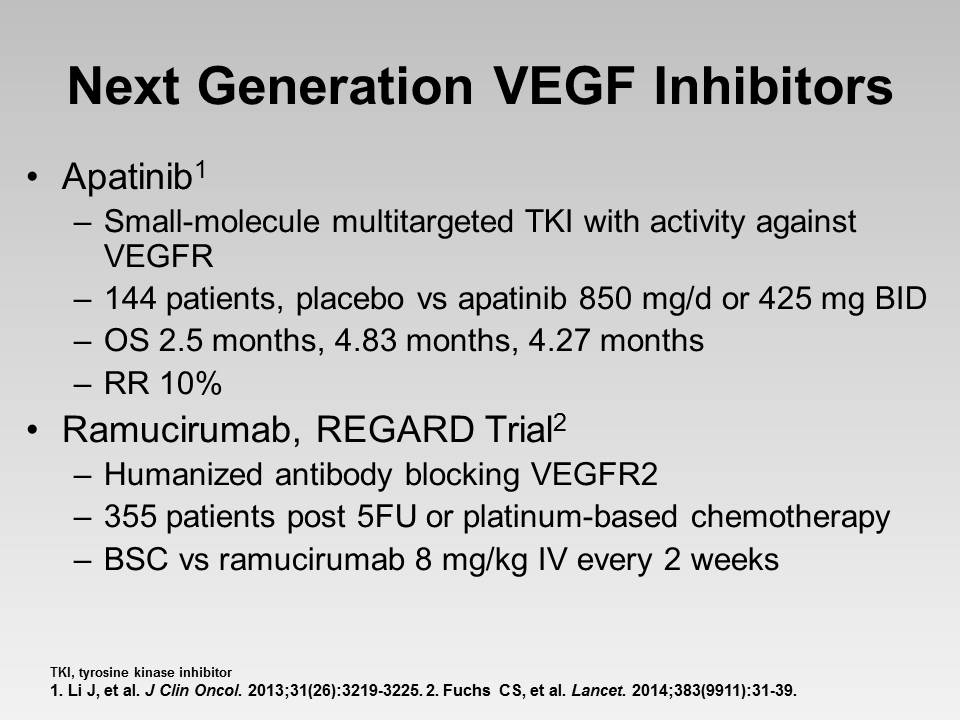 Next Generation VEGF Inhibitors
• Apatinib1
– Small-molecule multitargeted TKI with activity against
VEGFR
– 144 patients, placebo vs apatinib 850 mg/d or 425 mg BID
– OS 2.5 months, 4.83 months, 4.27 months
– RR 10%
• Ramucirumab, REGARD Trial2
– Humanized antibody blocking VEGFR2
– 355 patients post 5FU or platinum-based chemotherapy
– BSC vs ramucirumab 8 mg/kg IV every 2 weeks
TKI, tyrosine kinase inhibitor
1. Li J, et al. J Clin Oncol. 2013;31(26):3219-3225. 2. Fuchs CS, et al. Lancet. 2014;383(9911):31-39.